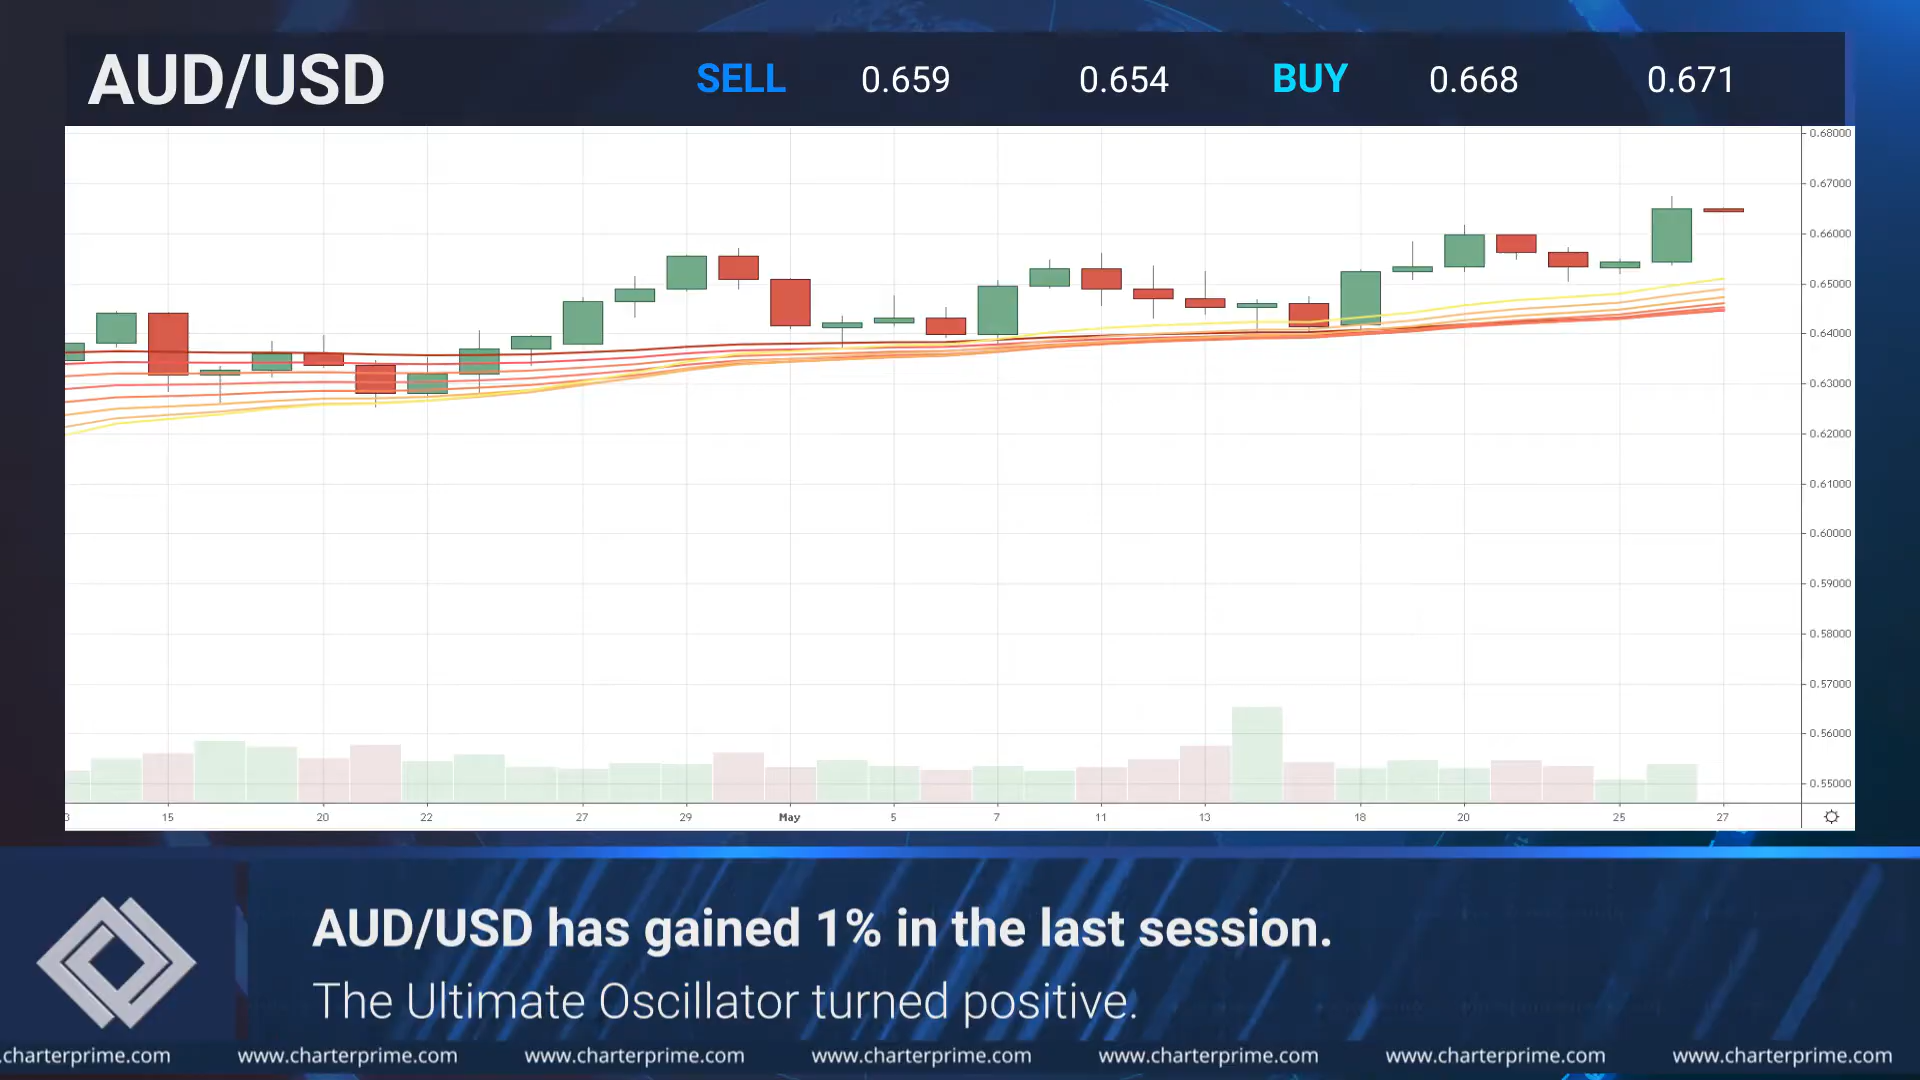 AUD/USD SELL 0.659 0.654 BUY 0.668 0.671
0.68000
0.67000
0.66000
0.65000
0.64000
0.63000
0.62000
0.61000
0.60000
0.59000
0.58000
0.57000
0.56000
0.55000
3 15 20 22 27 29 May 5 7 11 13 18 20 25 27
AUD/USD has gained 1% in the last session.
The Ultimate Oscillator turned positive.
.charterprime.com www.charterprime.com www.charterprime.com www.charterprime.com www.charterprime.com www.charterprime.com www.charterprime.com